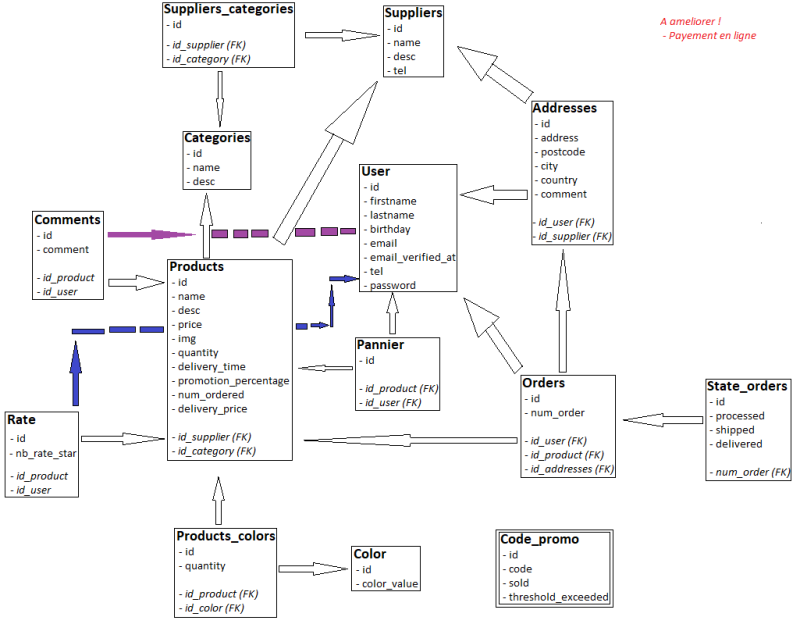 Suppliers_categories
- id
- id_supplier (FK)
- id_category (FK)
Suppliers
- id
- name
- desc
- tel
A ameliorer !
- Payement en ligne
Categories
- id
- name
- desc
Addresses
- id
- address
- postcode
- city
- country
- comment
- id_user (FK)
- id_supplier (FK)
User
- id
- firstname
- lastname
- birthday
- email
- email_verified_at
- tel
- password
Comments
- id
- comment
- id_product
- id_user
Products
- id
- name
- desc
- price
- img
- quantity
- delivery_time
- promotion_percentage
- num_ordered
- delivery_price
- id_supplier (FK)
- id_category (FK)
Pannier
- id
- id_product (FK)
- id_user (FK)
Orders
- id
- num_order
- id_user (FK)
- id_product (FK)
- id_addresses (FK)
State_orders
- id
- processed
- shipped
- delivered
- num_order (FK)
Rate
- id
- nb_rate_star
- id_product
- id_user
Products_colors
- id
- quantity
- id_product (FK)
- id_color (FK)
Color
- id
- color_value
Code_promo
- id
- code
- sold
- threshold_exceeded